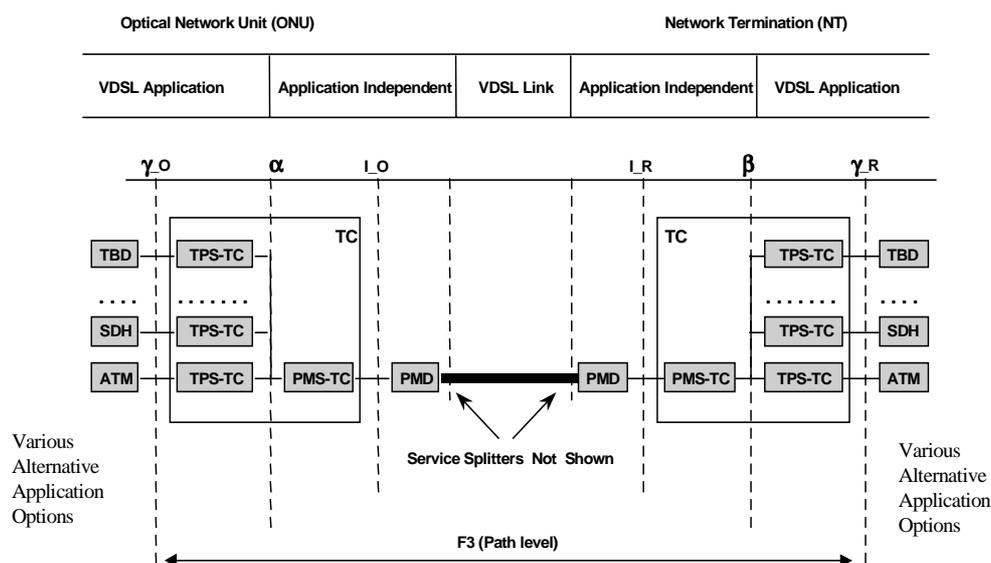 Optical Network Unit (ONU) Network Termination (NT)
VDSL Application Application Independent VDSL Link Application Independent VDSL Application
γ_O α I_O I_R β γ_R
TC TC
TBD TPS-TC TPS-TC TBD
.... ....... ....... ....
SDH TPS-TC TPS-TC SDH
ATM TPS-TC PMS-TC PMD PMD PMS-TC TPS-TC ATM
Service Splitters Not Shown
Various
Alternative
Application
Options
Various
Alternative
Application
Options
F3 (Path level)